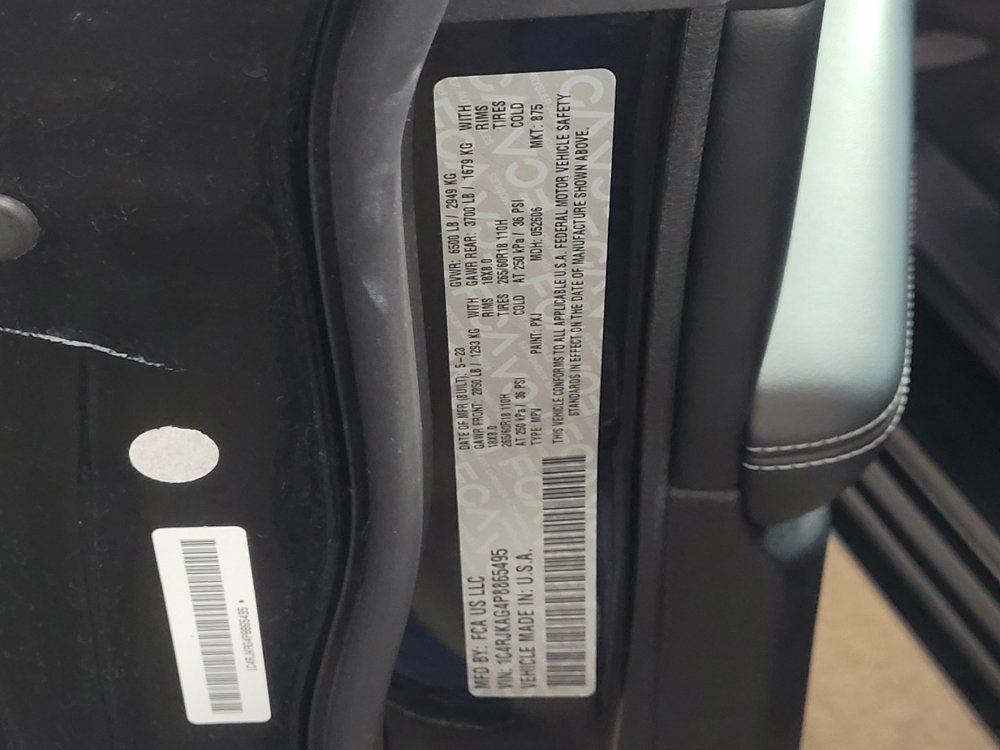 MFD BY: FCA US LLC
VIN: 1C4RJKAG4P8865495
VEHICLE MADE IN: U.S.A.
DATE OF MFR (BUILT): 5-23 GVWR: 6500 LB / 2949 KG
GAWR FRONT: 2850 LB / 1293 KG WITH GAWR REAR: 3700 LB / 1679 KG WITH
18X8.0 RIMS 18X8.0 RIMS
265/60R18 110H TIRES 265/60R18 110H TIRES
AT 250 kPa / 36 PSI COLD AT 250 kPa / 36 PSI COLD
TYPE: MPV PAINT: PXJ MDH: 052606 MKT: 875
THIS VEHICLE CONFORMS TO ALL APPLICABLE U.S.A. FEDERAL MOTOR VEHICLE SAFETY
STANDARDS IN EFFECT ON THE DATE OF MANUFACTURE SHOWN ABOVE.
1C4RJKAG4P8865495 *